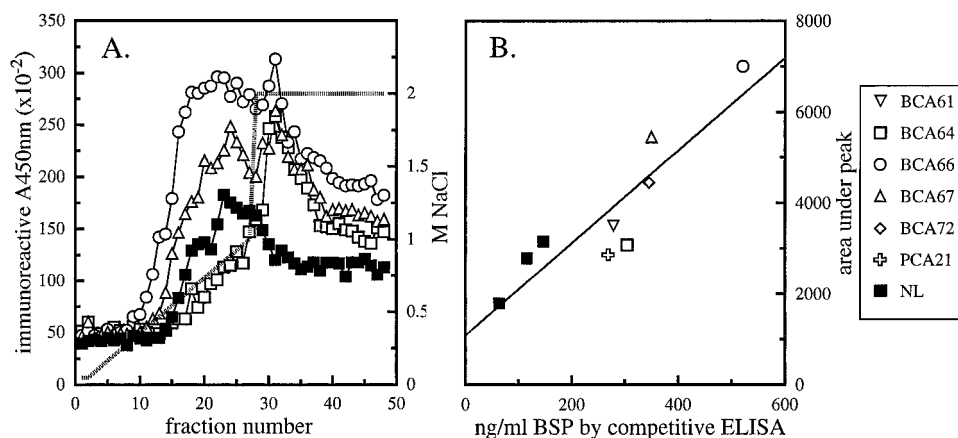 A.
immunoreactive A450nm (x10⁻²)
350
300
250
200
150
100
50
0
0 10 20 30 40 50
fraction number
2
1.5
1
0.5
0
M NaCl
B.
0 200 400 600
ng/ml BSP by competitive ELISA
8000
6000
4000
2000
0
area under peak
BCA61
BCA64
BCA66
BCA67
BCA72
PCA21
NL